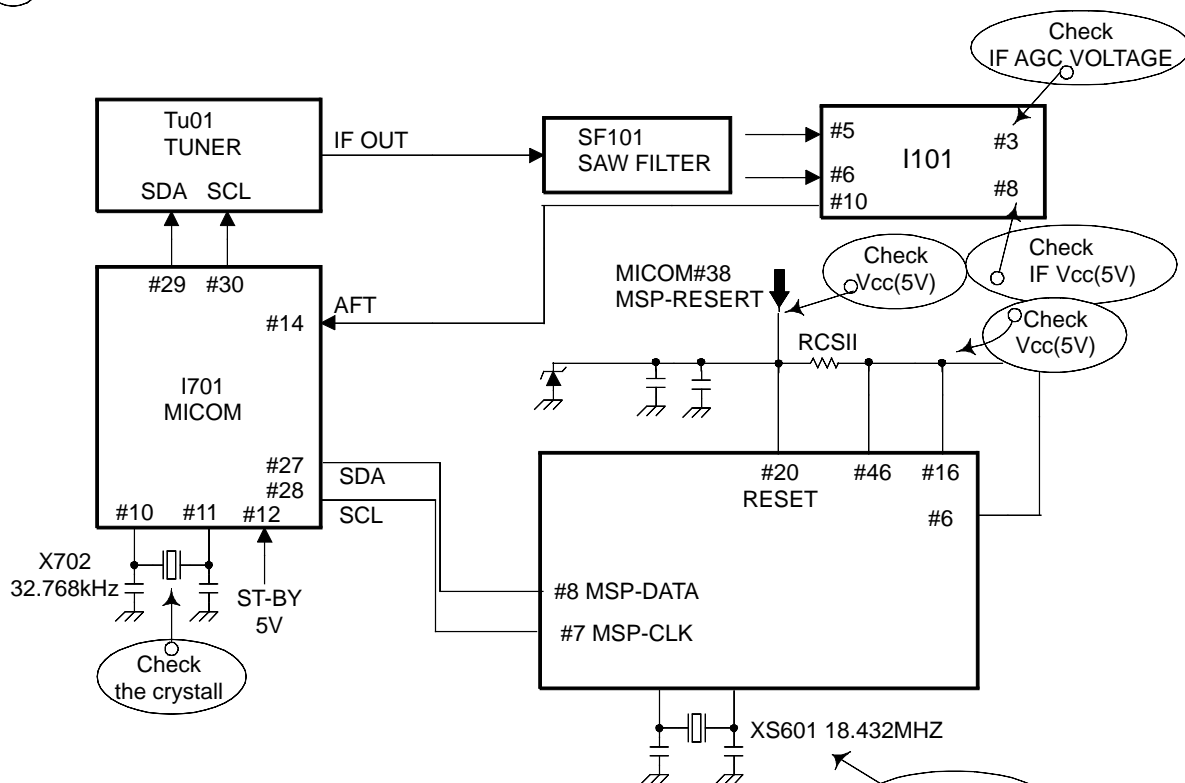 Check
IF AGC VOLTAGE
Tu01
TUNER
SDA SCL
IF OUT
SF101
SAW FILTER
#5
#6
#10
I101
#3
#8
#29 #30
#14
AFT
I701
MICOM
MICOM#38
MSP-RESERT
Check
Vcc(5V)
Check
IF Vcc(5V)
Check
Vcc(5V)
RCSII
#27
#28
SDA
SCL
#10 #11 #12
#20
RESET
#46
#16
#6
X702
32.768kHz
ST-BY
5V
#8 MSP-DATA
#7 MSP-CLK
Check
the crystall
XS601 18.432MHZ